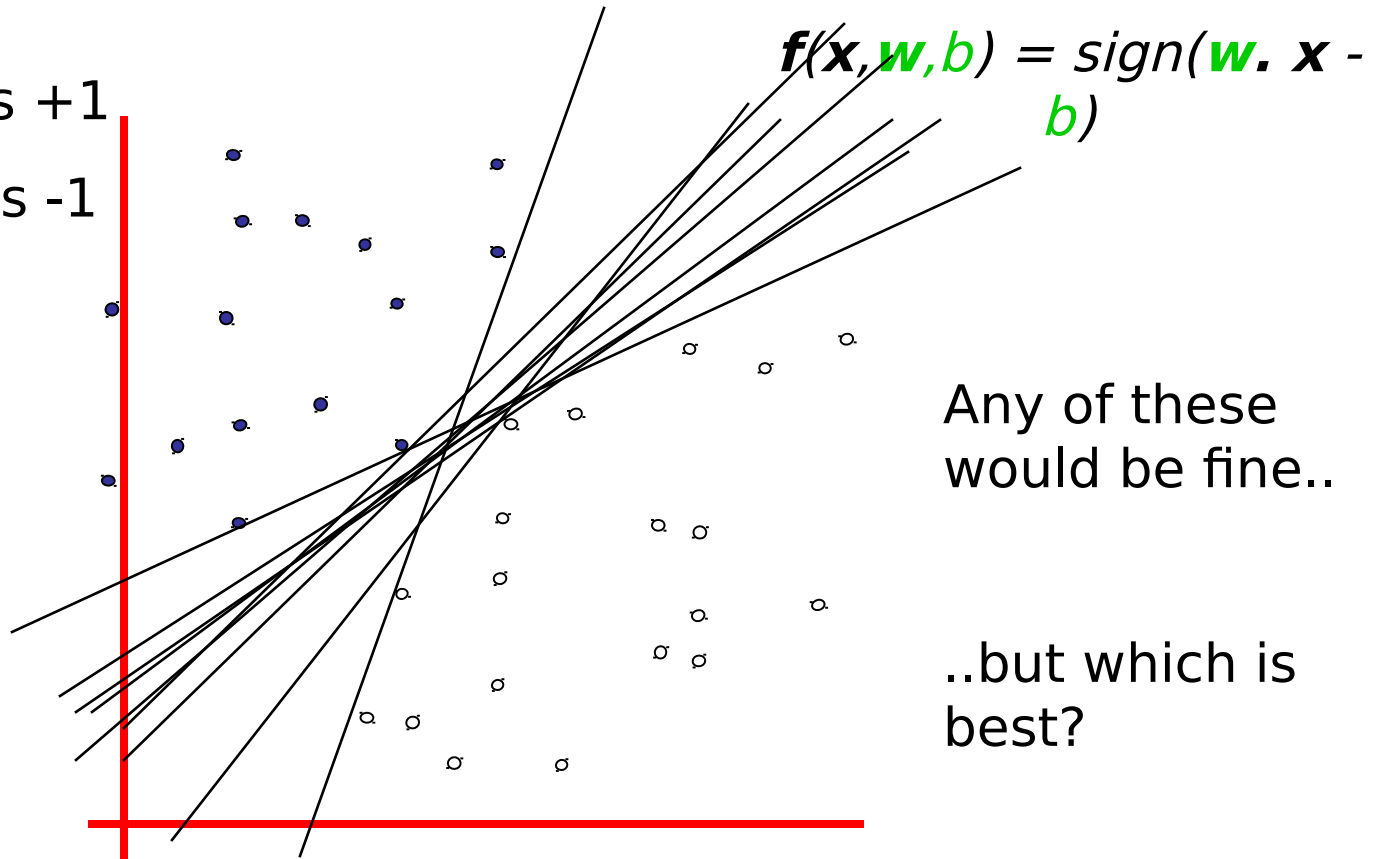 f(x,w,b) = sign(w. x -
b)
s +1
s -1
Any of these
would be fine..
..but which is
best?